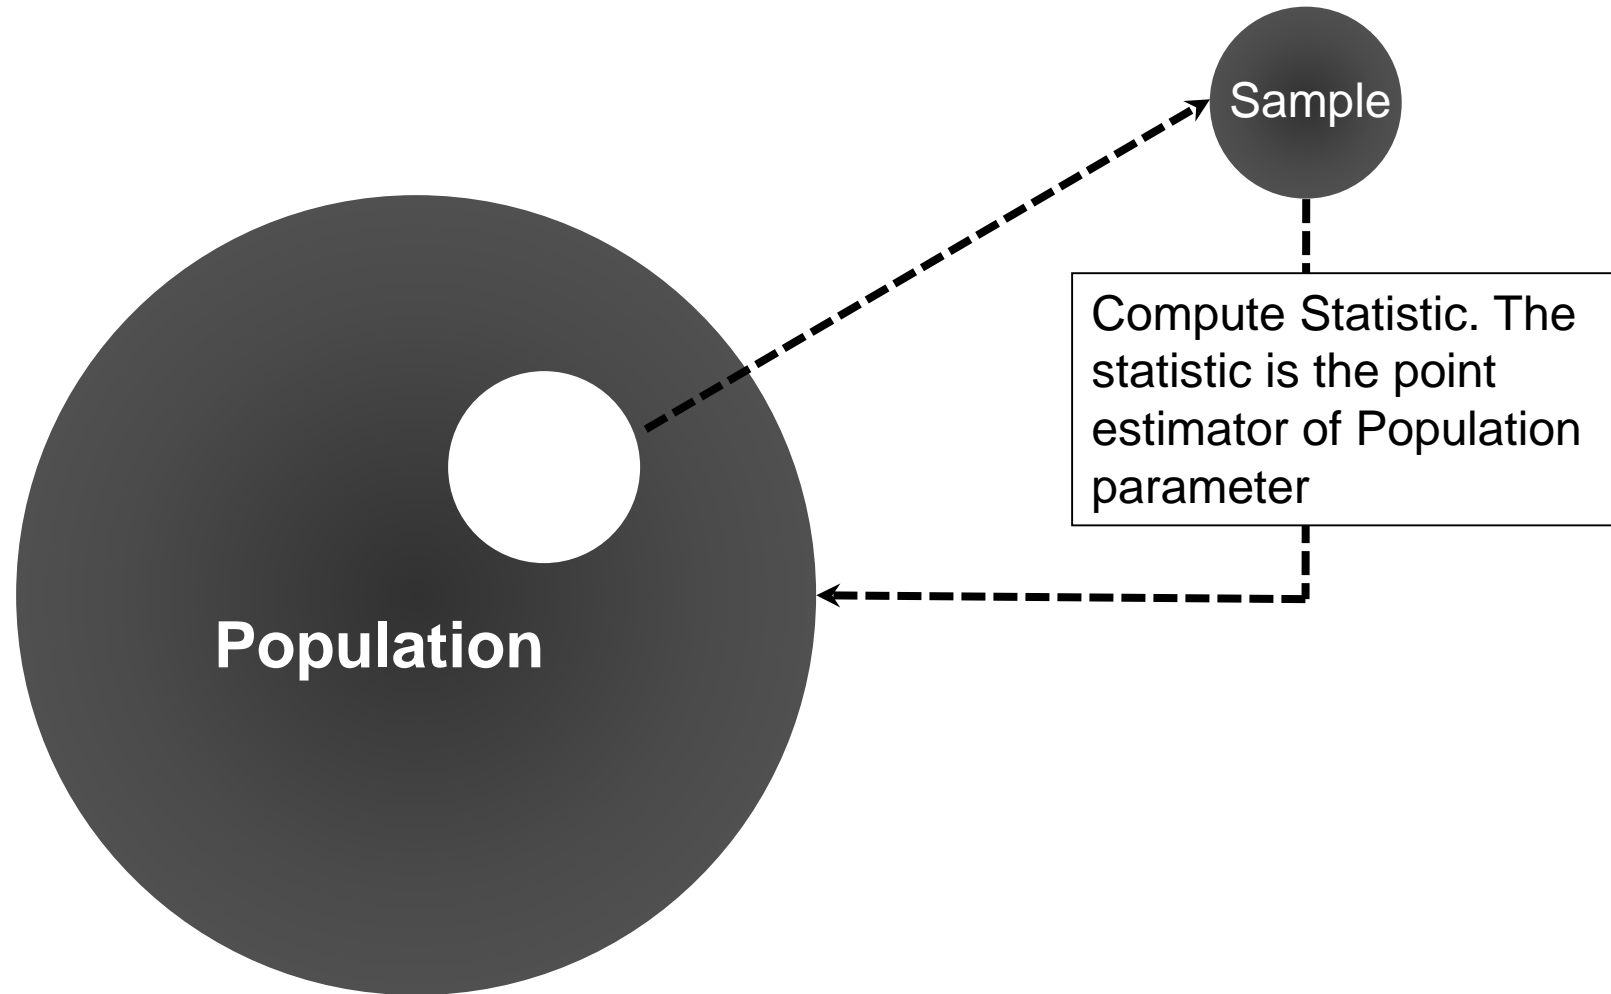 Sample
Compute Statistic. The
statistic is the point
estimator of Population
parameter
Population